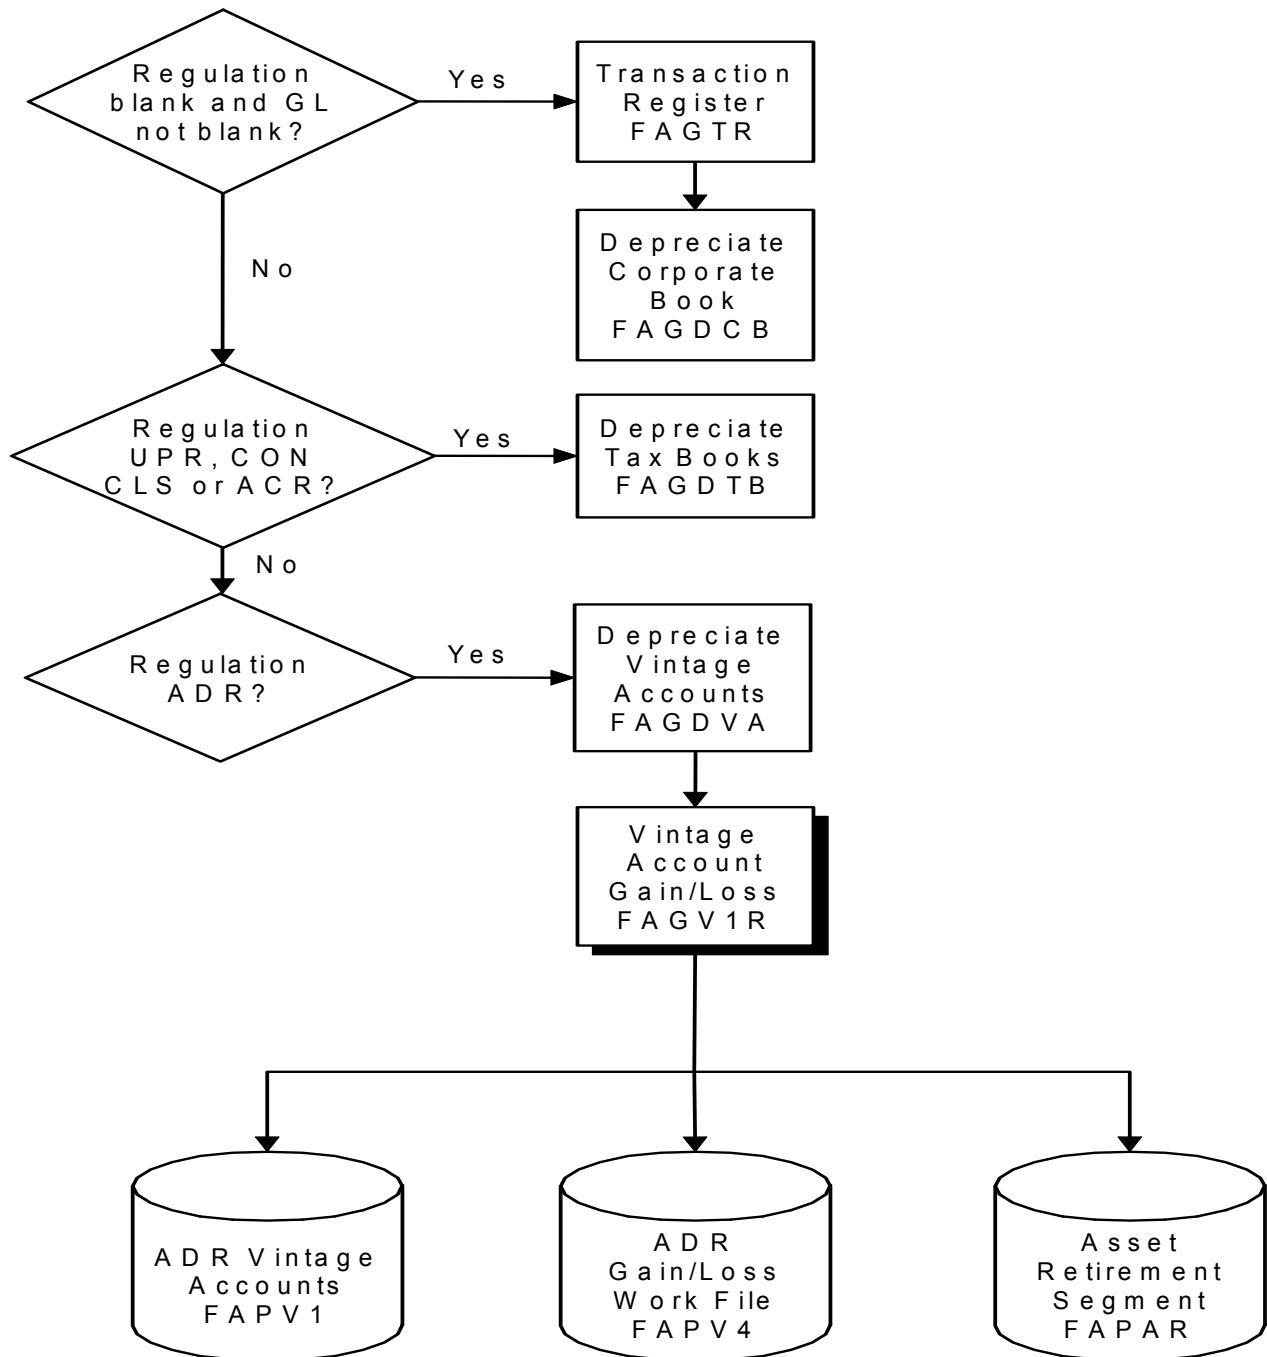 Regulation
blank and GL
not blank?
Yes
Transaction
Register
FAGTR
Depreciate
Corporate
Book
FAGDCB
No
Regulation
UPR, CON
CLS or ACR?
Yes
Depreciate
Tax Books
FAGDTB
No
Regulation
ADR?
Yes
Depreciate
Vintage
Accounts
FAGDVA
Vintage
Account
Gain/Loss
FAGV1R
ADR Vintage
Accounts
FAPV1
ADR
Gain/Loss
Work File
FAPV4
Asset
Retirement
Segment
FAPAR